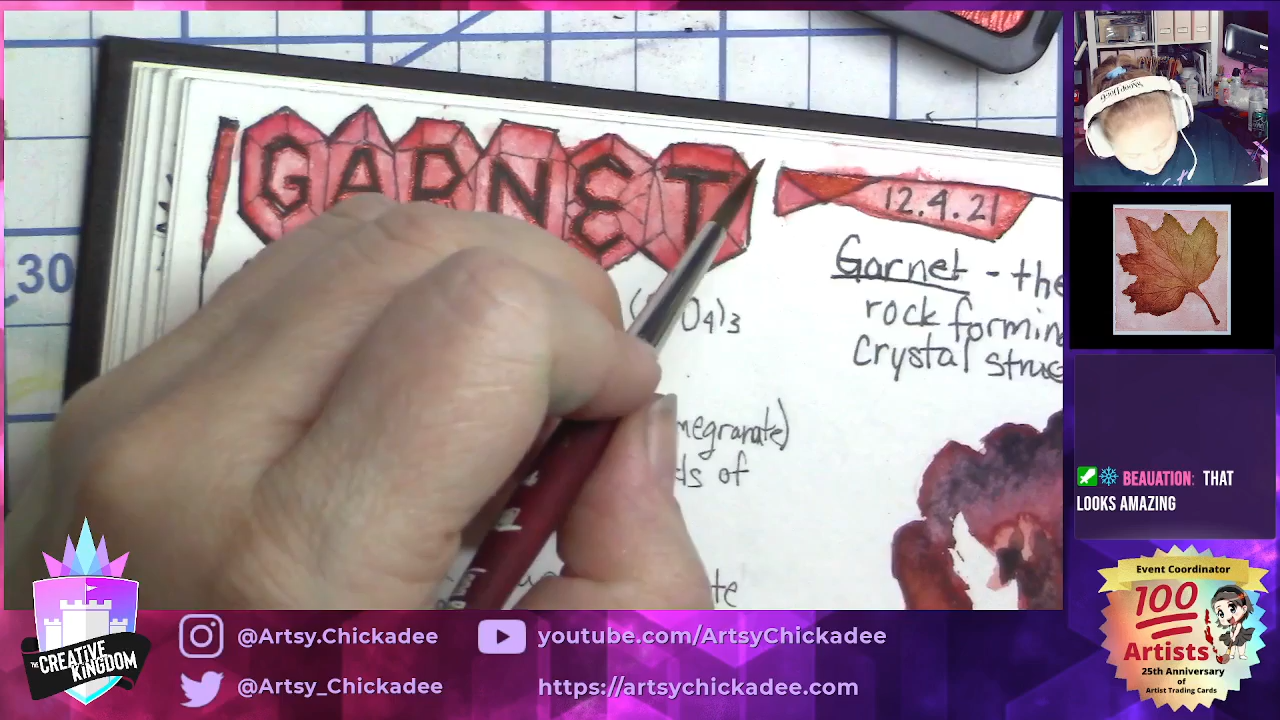 GARNET
12.4.21
Garnet - the
rock formin
Crystal struc
O4)3
megranate)
ds of
te
30
BEAUATION: THAT
LOOKS AMAZING
Event Coordinator
100
Artists
25th Anniversary
of
Artist Trading Cards
THE CREATIVE
KINGDOM
@Artsy.Chickadee
youtube.com/ArtsyChickadee
@Artsy_Chickadee
https://artsychickadee.com